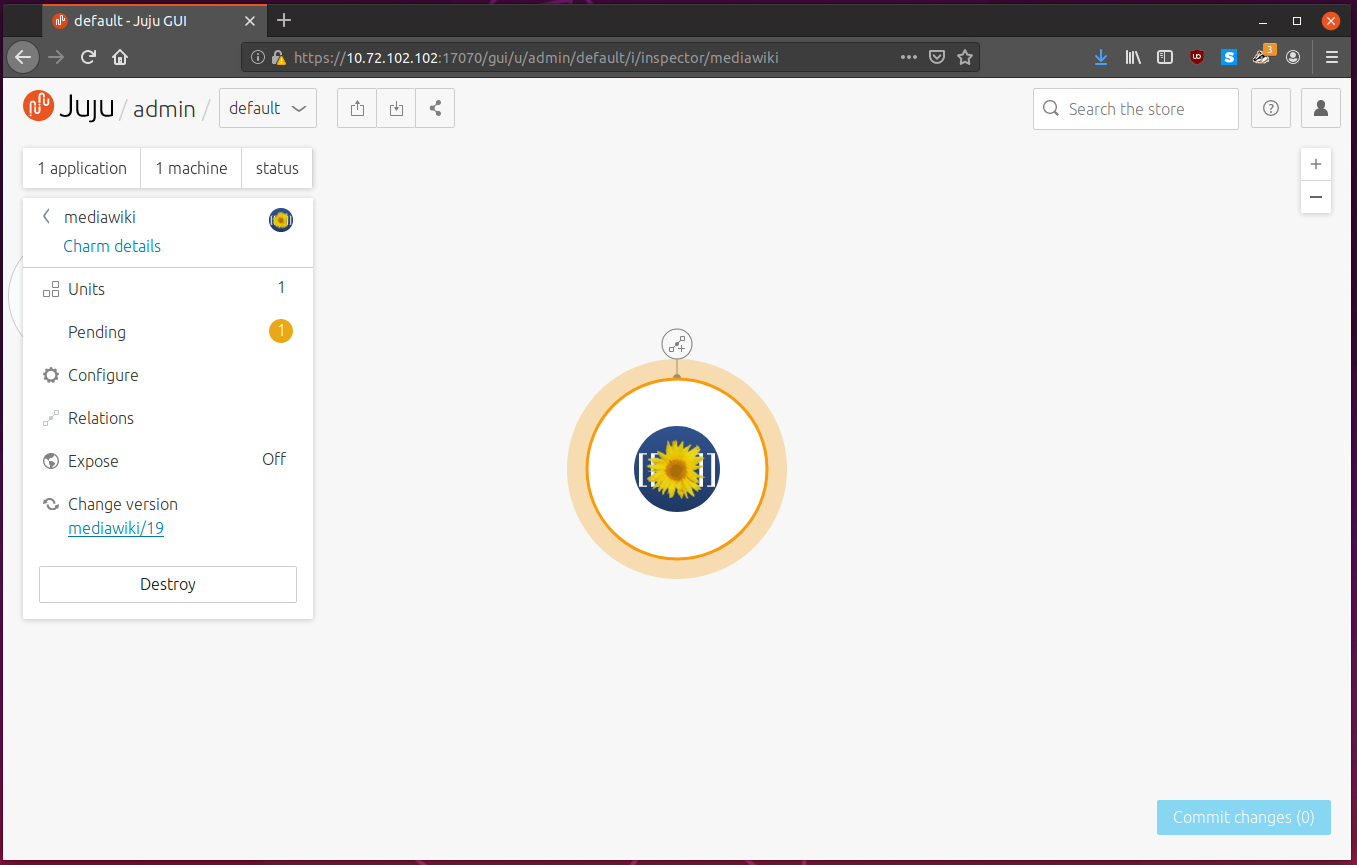 default - Juju GUI
https://10.72.102.102:17070/gui/u/admin/default/i/inspector/mediawiki
S
3
Juju / admin / default
Search the store
1 application
1 machine
status
mediawiki
Charm details
Units 1
Pending 1
Configure
Relations
Expose Off
Change version
mediawiki/19
Destroy
Commit changes (0)